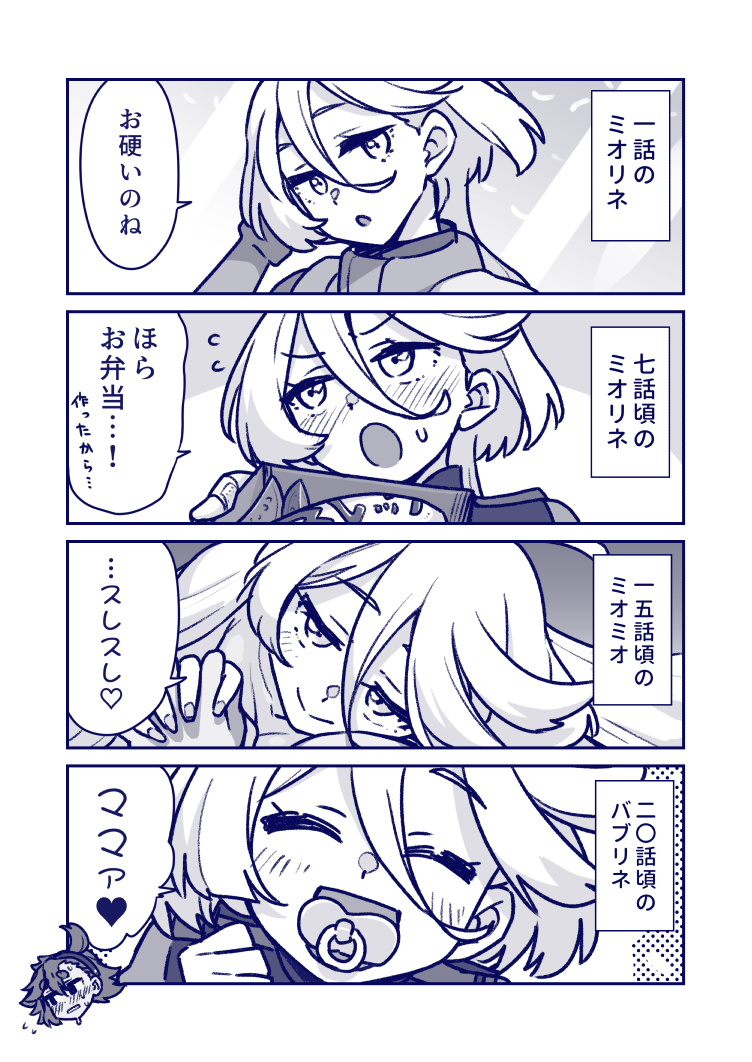 一話の
ミオリネ
お硬いのね
七話頃の
ミオリネ
ほら
お弁当…!
作ったから…
一五話頃の
ミオミオ
…スレスレ♡
二〇話頃の
バブリネ
ママァ♥